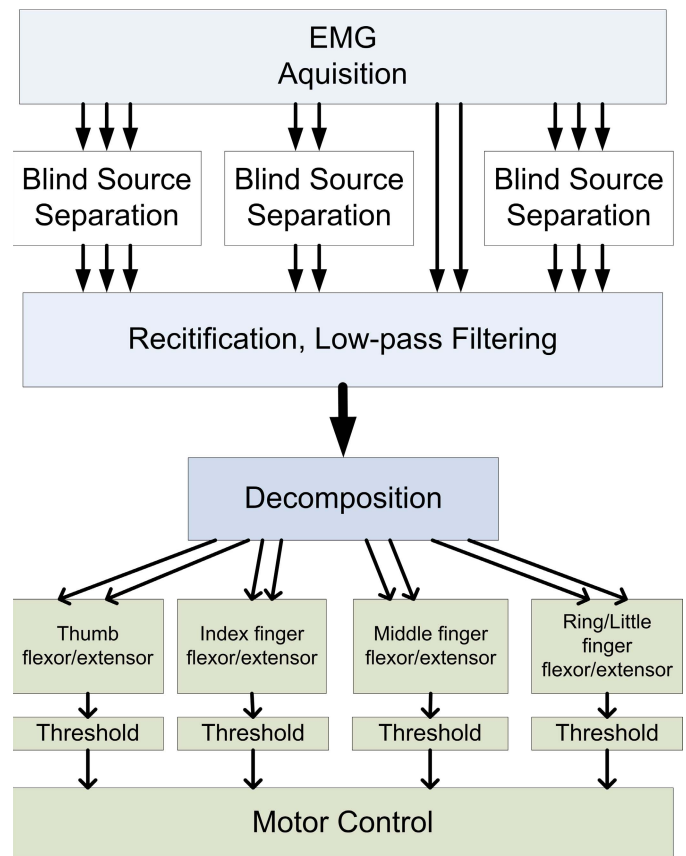 EMG
Aquisition
Blind Source
Separation
Blind Source
Separation
Blind Source
Separation
Recitification, Low-pass Filtering
Decomposition
Thumb
flexor/extensor
Index finger
flexor/extensor
Middle finger
flexor/extensor
Ring/Little
finger
flexor/extensor
Threshold
Threshold
Threshold
Threshold
Motor Control